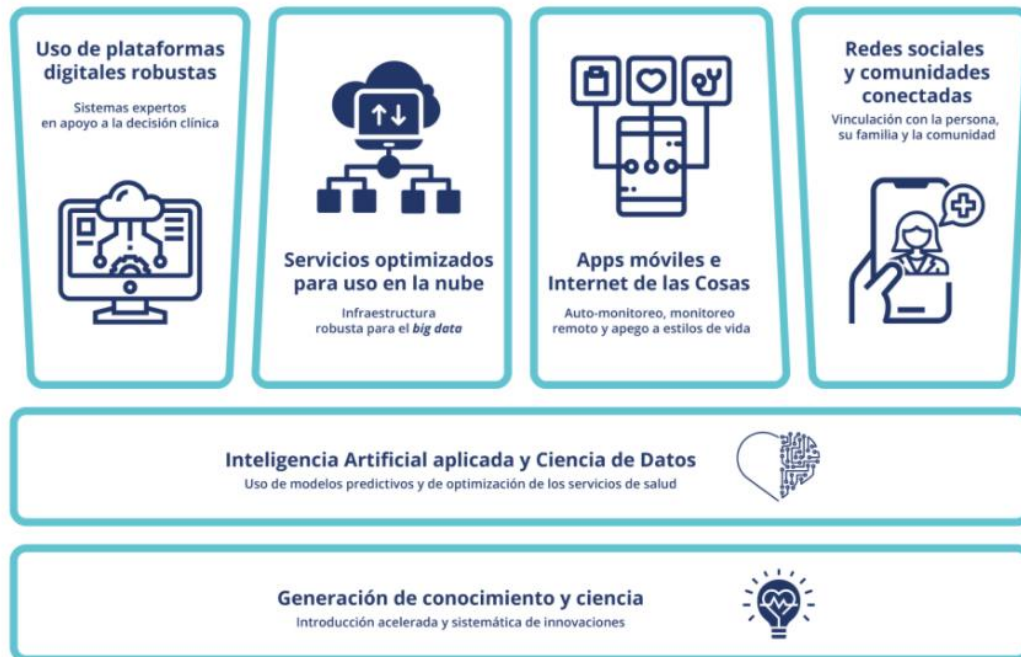 Uso de plataformas
digitales robustas
Sistemas expertos
en apoyo a la decisión clínica
Servicios optimizados
para uso en la nube
Infraestructura
robusta para el big data
Apps móviles e
Internet de las Cosas
Auto-monitoreo, monitoreo
remoto y apego a estilos de vida
Redes sociales
y comunidades
conectadas
Vinculación con la persona,
su familia y la comunidad
Inteligencia Artificial aplicada y Ciencia de Datos
Uso de modelos predictivos y de optimización de los servicios de salud
Generación de conocimiento y ciencia
Introducción acelerada y sistemática de innovaciones